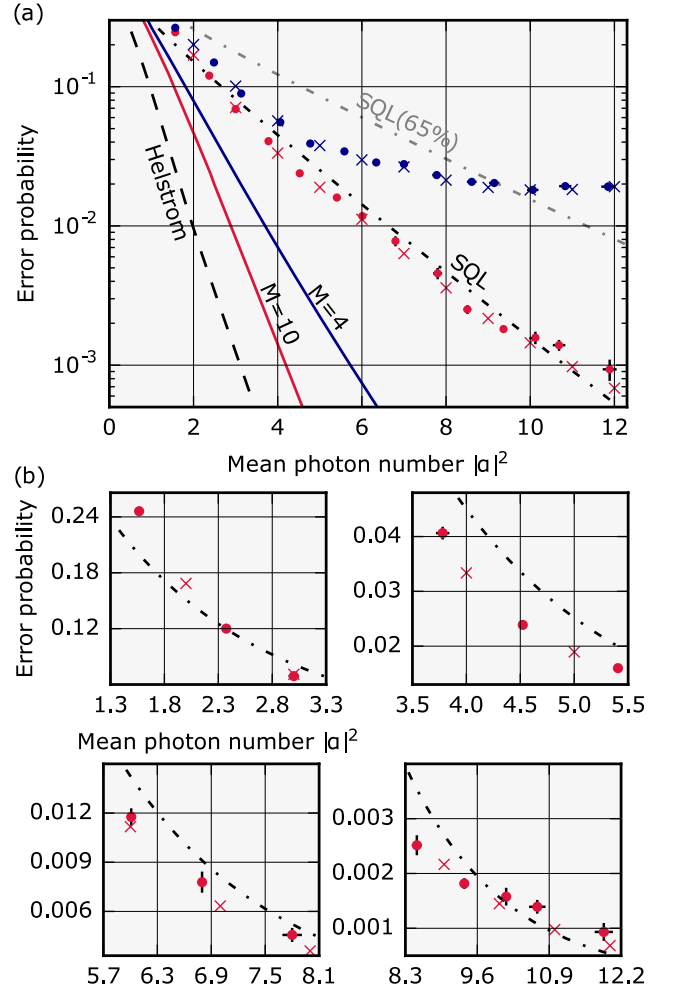 (a)
Error probability
10⁻¹
10⁻²
10⁻³
SQL(65%)
Helstrom
SQL
M=10
M=4
0 2 4 6 8 10 12
Mean photon number |α|²
(b)
Error probability
0.24
0.18
0.12
1.3 1.8 2.3 2.8 3.3
0.04
0.03
0.02
3.5 4.0 4.5 5.0 5.5
Mean photon number |α|²
0.012
0.009
0.006
5.7 6.3 6.9 7.5 8.1
0.003
0.002
0.001
8.3 9.6 10.9 12.2